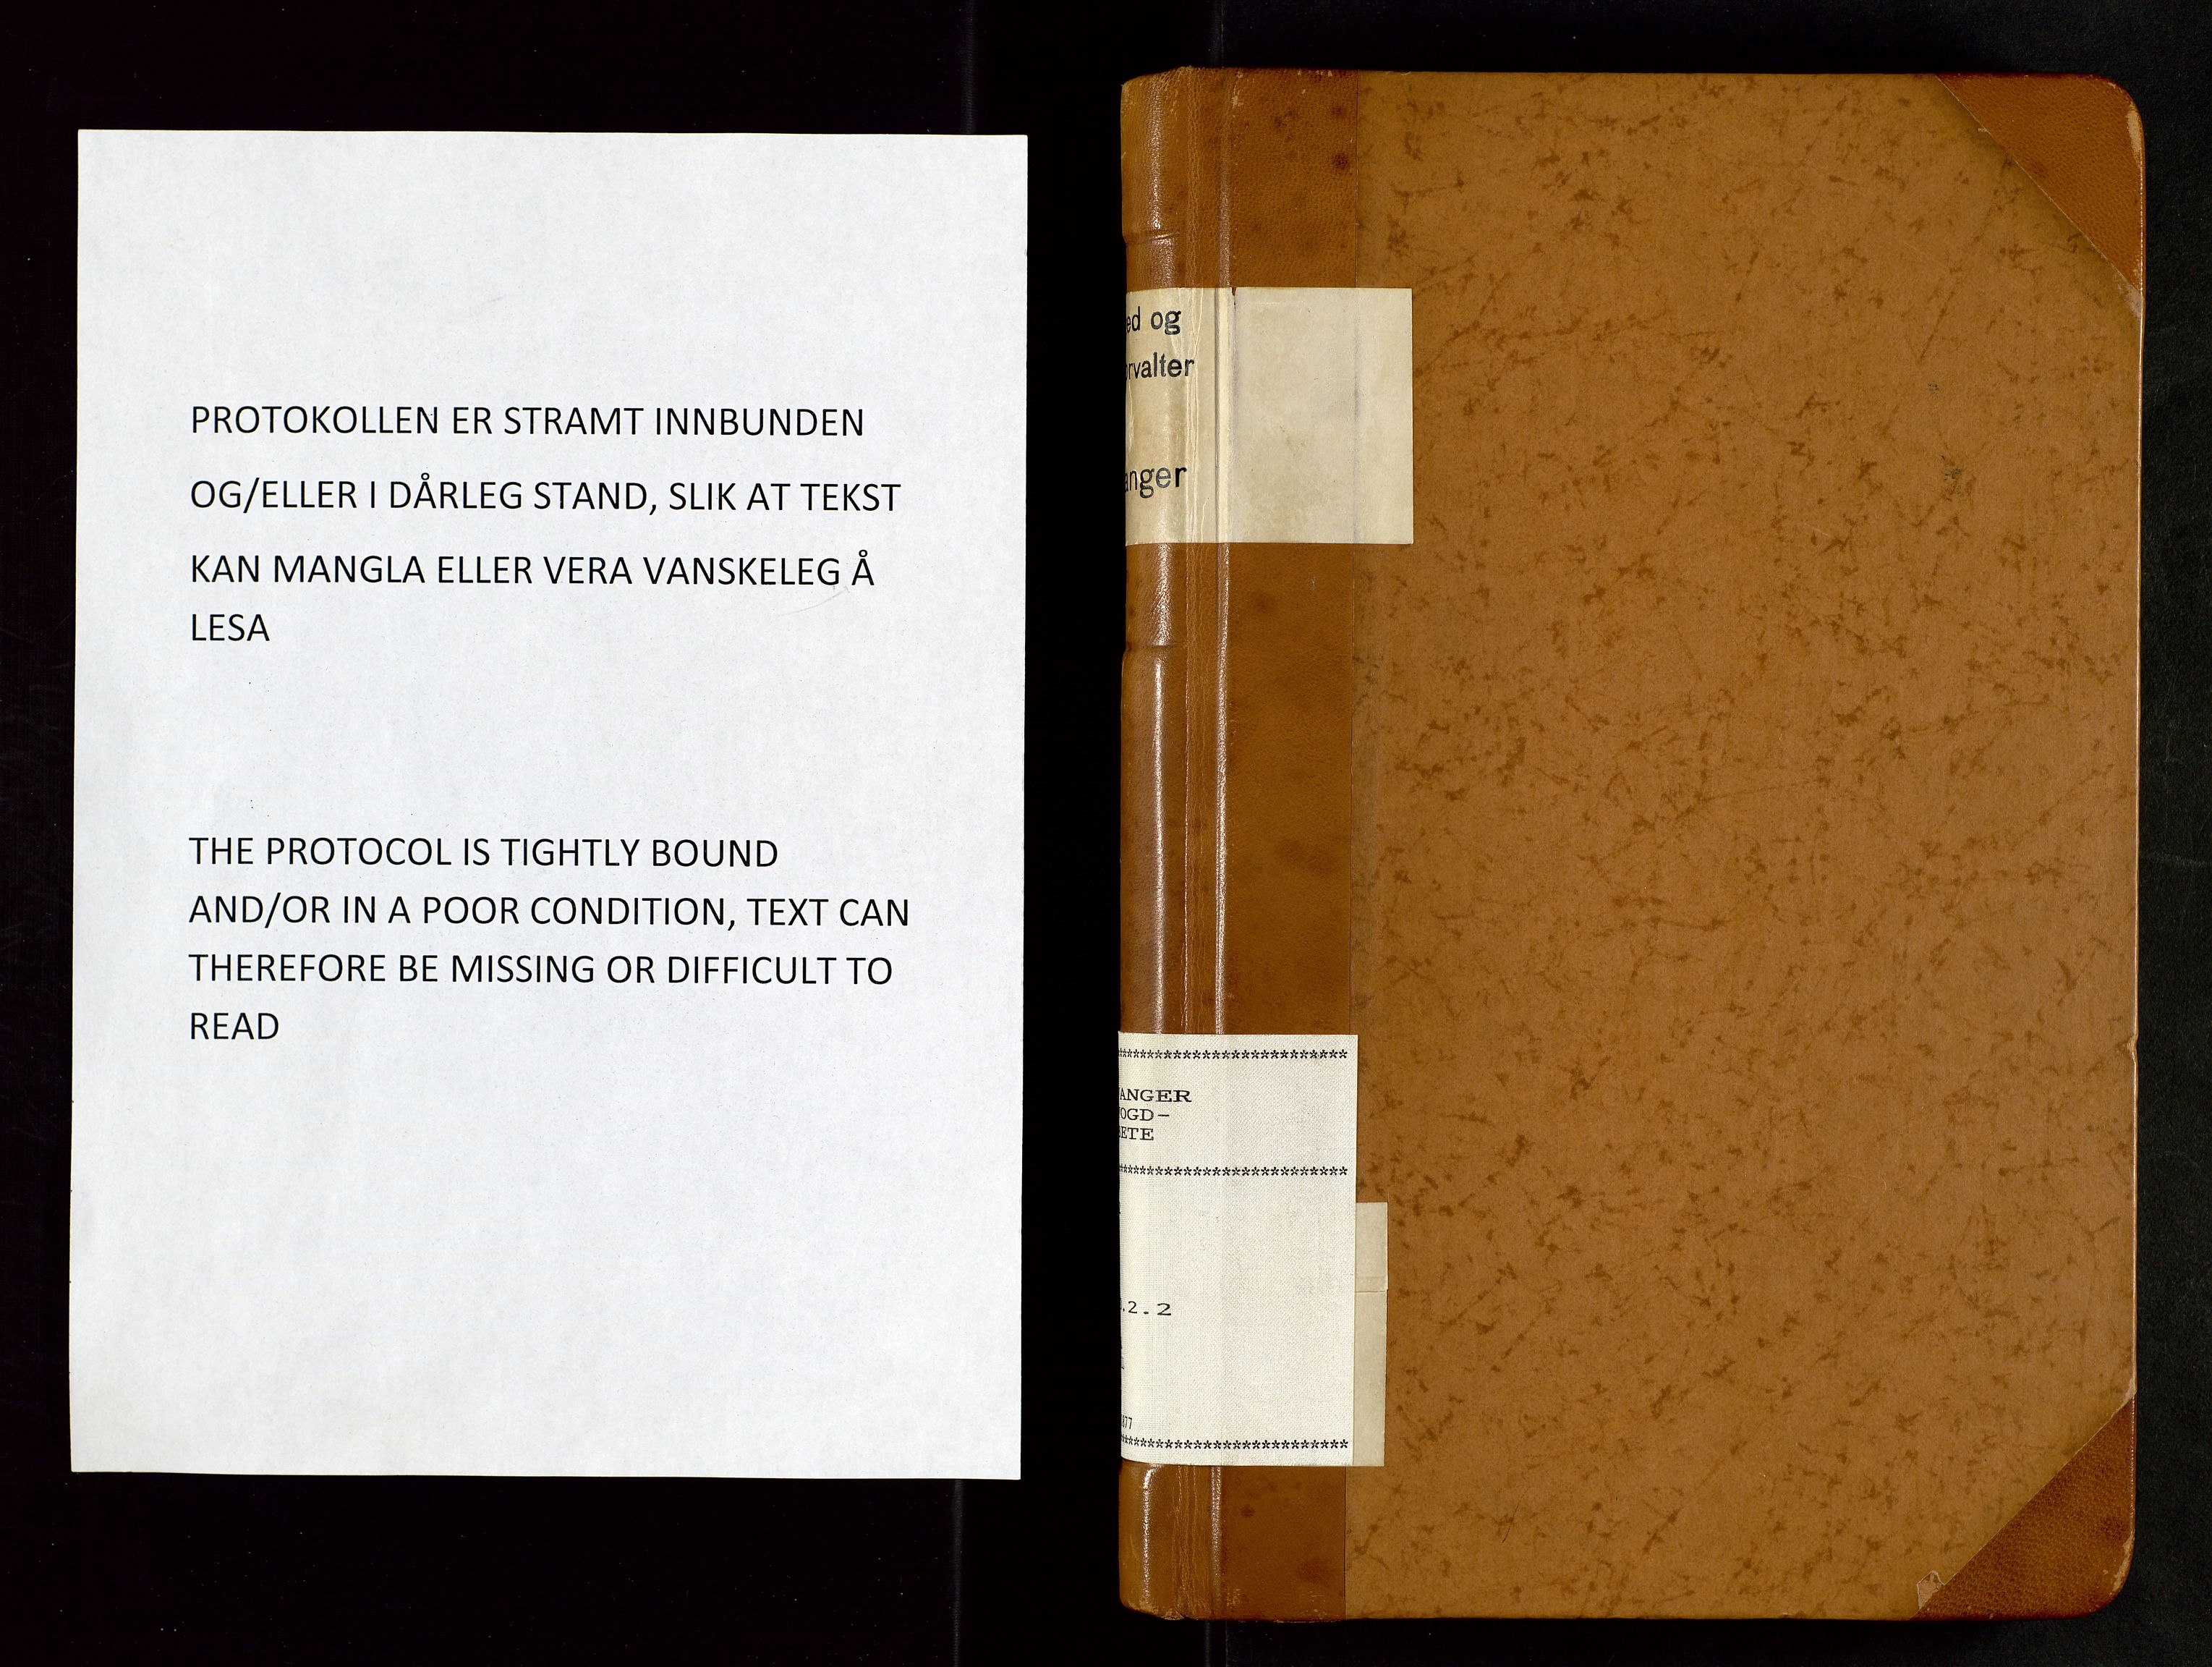 PROTOKOLLEN ER STRAMT INNBUNDEN
OG/ELLER I DÅRLEG STAND, SLIK AT TEKST
KAN MANGLA ELLER VERA VANSKELEG Å
LESA
THE PROTOCOL IS TIGHTLY BOUND
AND/OR IN A POOR CONDITION, TEXT CAN
THEREFORE BE MISSING OR DIFFICULT TO
READ
ed og
rvalter
anger
*************************
ANGER
OGD-
ETE
*************************
.2.2
877
*************************